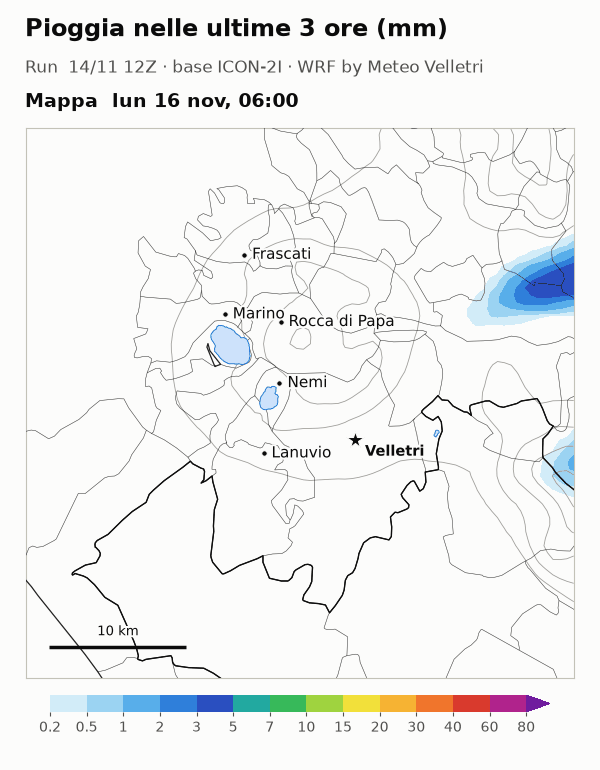 Pioggia nelle ultime 3 ore (mm)
Run  14/11 12Z · base ICON-2I · WRF by Meteo Velletri
Mappa  lun 16 nov, 06:00
Frascati
Marino
Rocca di Papa
Nemi
Velletri
Lanuvio
10 km
0.2 0.5 1 2 3 5 7 10 15 20 30 40 60 80